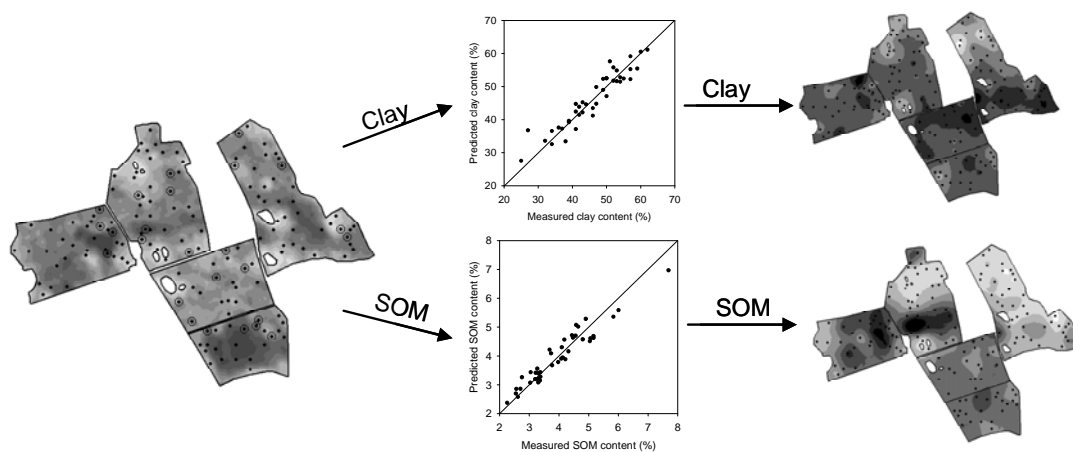 Clay
Predicted clay content (%)
70
60
50
40
30
20
20 30 40 50 60 70
Measured clay content (%)
Clay
SOM
Predicted SOM content (%)
8
7
6
5
4
3
2
2 3 4 5 6 7 8
Measured SOM content (%)
SOM